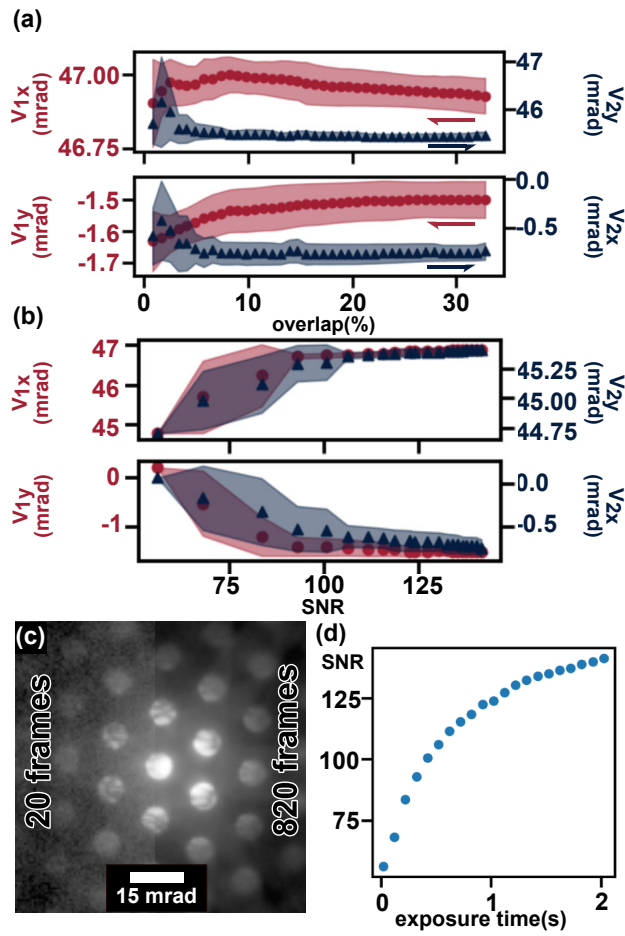 (a)
V1x
(mrad)
47.00
46.75
47
46
V2y
(mrad)
V1y
(mrad)
-1.5
-1.6
-1.7
0.0
-0.5
V2x
(mrad)
0 10 20 30
overlap(%)
(b)
V1x
(mrad)
47
46
45
45.25
45.00
44.75
V2y
(mrad)
V1y
(mrad)
0
-1
0.0
-0.5
V2x
(mrad)
75 100 125
SNR
(c)
20 frames
820 frames
15 mrad
(d)
SNR
125
100
75
0 1 2
exposure time(s)